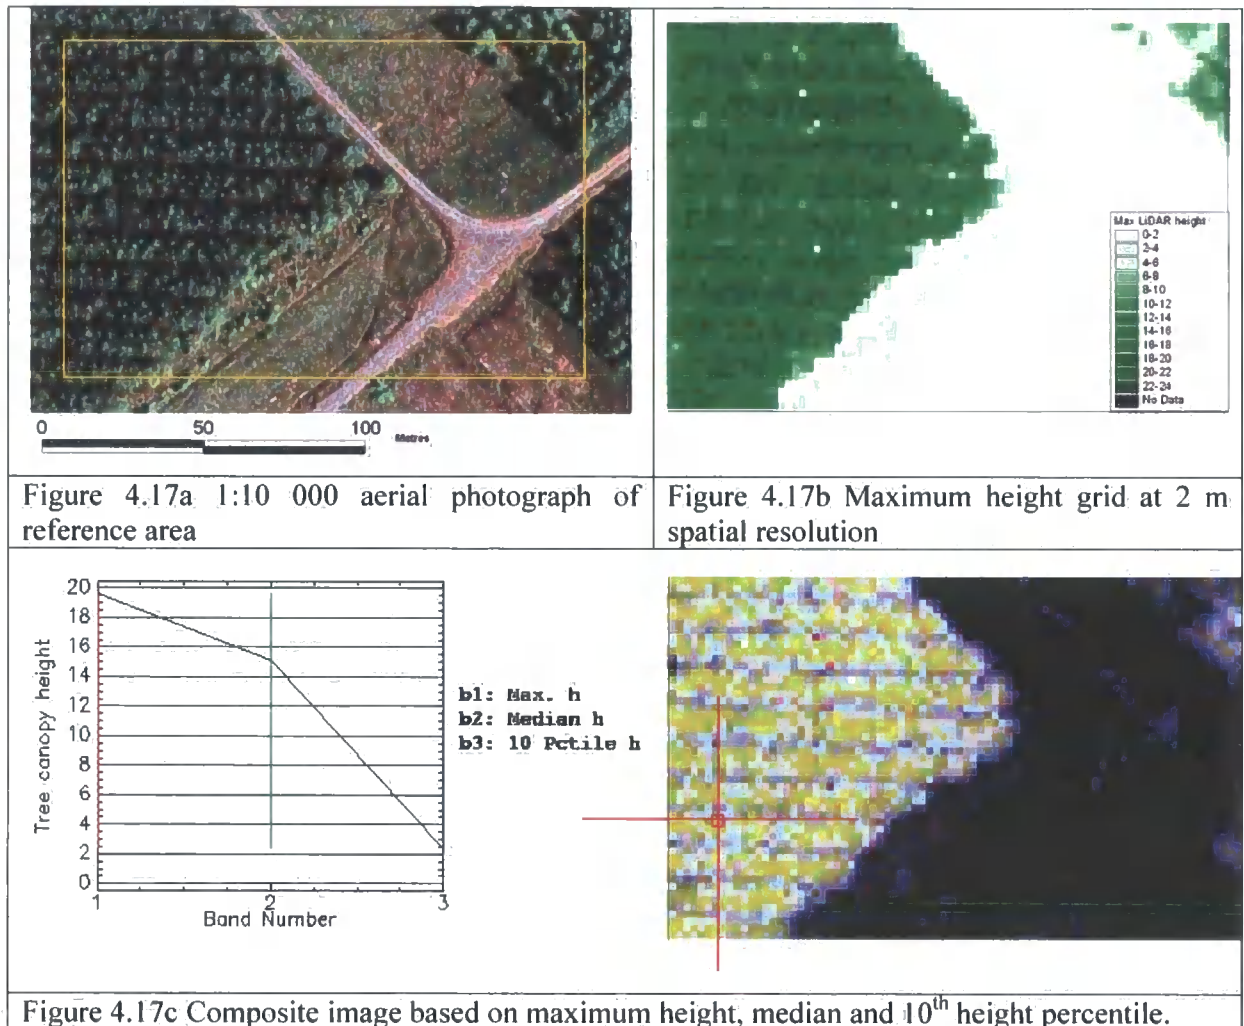 0 50 100 Metres
Max LiDAR height
0-2
2-4
4-6
6-8
8-10
10-12
12-14
14-16
16-18
18-20
20-22
22-24
No Data
Figure 4.17a 1:10 000 aerial photograph of
reference area
Figure 4.17b Maximum height grid at 2 m
spatial resolution
20
18
16
14
12
10
8
6
4
2
0
Tree canopy height
1 2 3
Band Number
b1: Max. h
b2: Median h
b3: 10 Pctile h
Figure 4.17c Composite image based on maximum height, median and 10th height percentile.